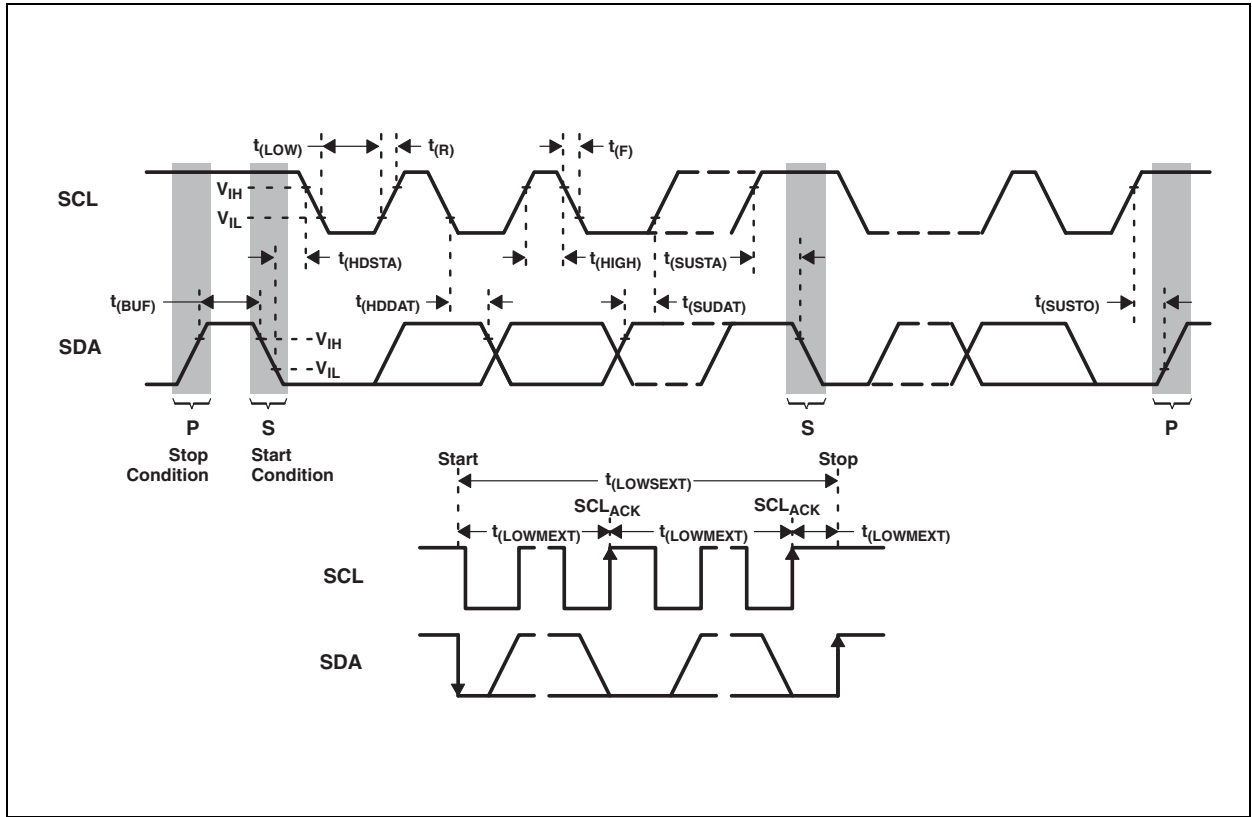 t(LOW)
t(R)
t(F)
SCL
VIH
VIL
t(HDSTA)
t(HIGH)
t(SUSTA)
t(BUF)
t(HDDAT)
t(SUDAT)
t(SUSTO)
SDA
VIH
VIL
P
S
S
P
Stop
Condition
Start
Condition
Start
Stop
t(LOWSEXT)
SCLACK
SCLACK
t(LOWMEXT)
t(LOWMEXT)
t(LOWMEXT)
SCL
SDA